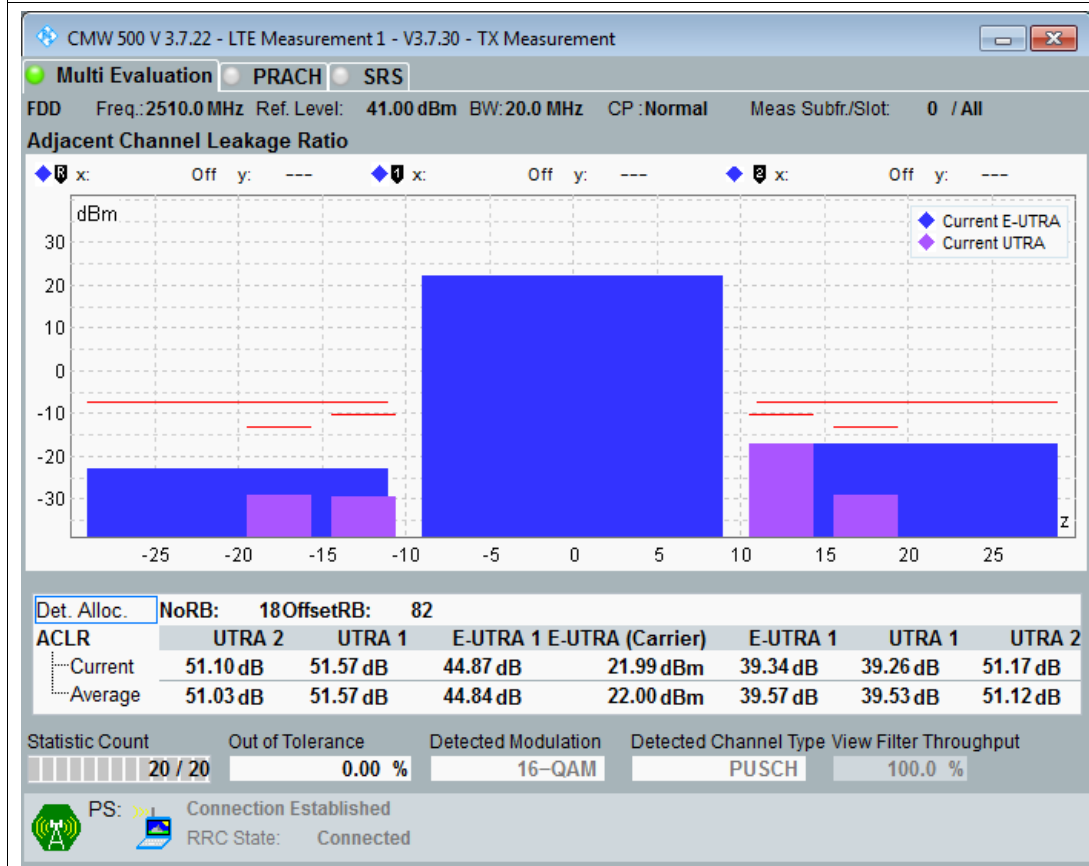 CMW 500 V 3.7.22 - LTE Measurement 1 - V3.7.30 - TX Measurement
Multi Evaluation PRACH SRS
FDD Freq.: 2510.0 MHz Ref. Level: 41.00 dBm BW: 20.0 MHz CP : Normal Meas Subfr./Slot: 0 / All
Adjacent Channel Leakage Ratio
R x: Off y: --- 1 x: Off y: --- 2 x: Off y: ---
dBm
Current E-UTRA
Current UTRA
30
20
10
0
-10
-20
-30
z
-25 -20 -15 -10 -5 0 5 10 15 20 25
Det. Alloc. NoRB: 18 OffsetRB: 82
ACLR UTRA 2 UTRA 1 E-UTRA 1 E-UTRA (Carrier) E-UTRA 1 UTRA 1 UTRA 2
Current 51.10 dB 51.57 dB 44.87 dB 21.99 dBm 39.34 dB 39.26 dB 51.17 dB
Average 51.03 dB 51.57 dB 44.84 dB 22.00 dBm 39.57 dB 39.53 dB 51.12 dB
Statistic Count Out of Tolerance Detected Modulation Detected Channel Type View Filter Throughput
20 / 20 0.00 % 16-QAM PUSCH 100.0 %
PS: Connection Established
RRC State: Connected